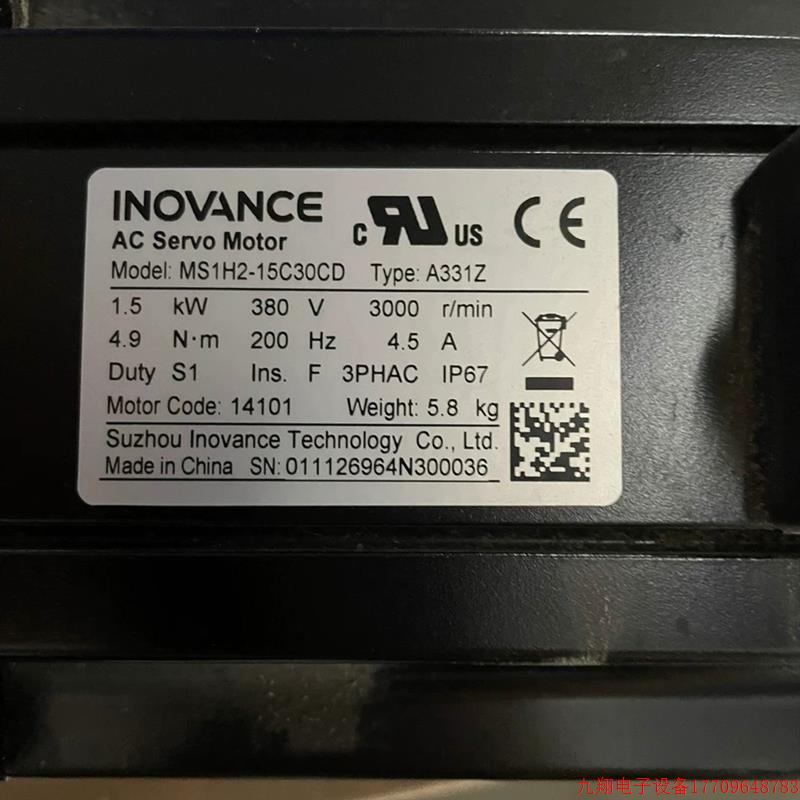 INOVANCE
AC Servo Motor
c RU US CE
Model: MS1H2-15C30CD Type: A331Z
1.5 kW 380 V 3000 r/min
4.9 N·m 200 Hz 4.5 A
Duty S1 Ins. F 3PHAC IP67
Motor Code: 14101 Weight: 5.8 kg
Suzhou Inovance Technology Co., Ltd.
Made in China SN: 011126964N300036
九翔电子设备17709648783